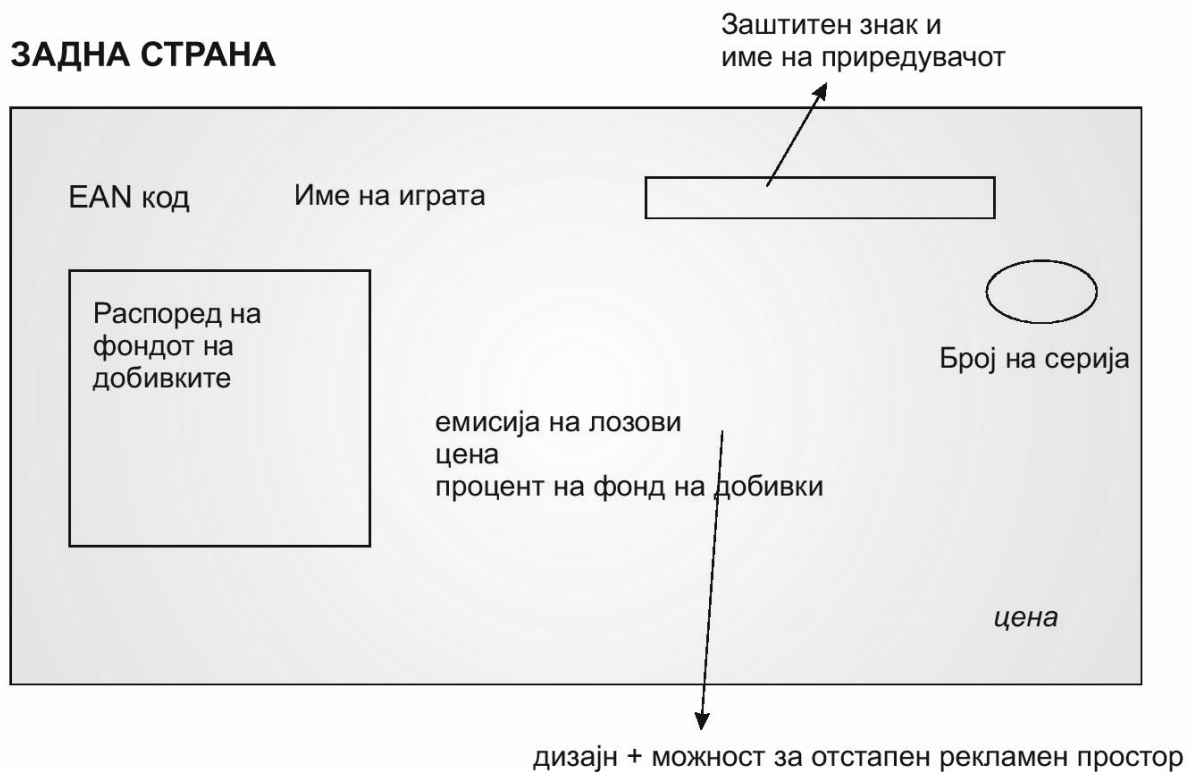 Заштитен знак и
име на приредувачот
ЗАДНА СТРАНА
EAN код
Име на играта
Распоред на
фондот на
добивките
Број на серија
емисија на лозови
цена
процент на фонд на добивки
цена
дизајн + можност за отстапен рекламен простор